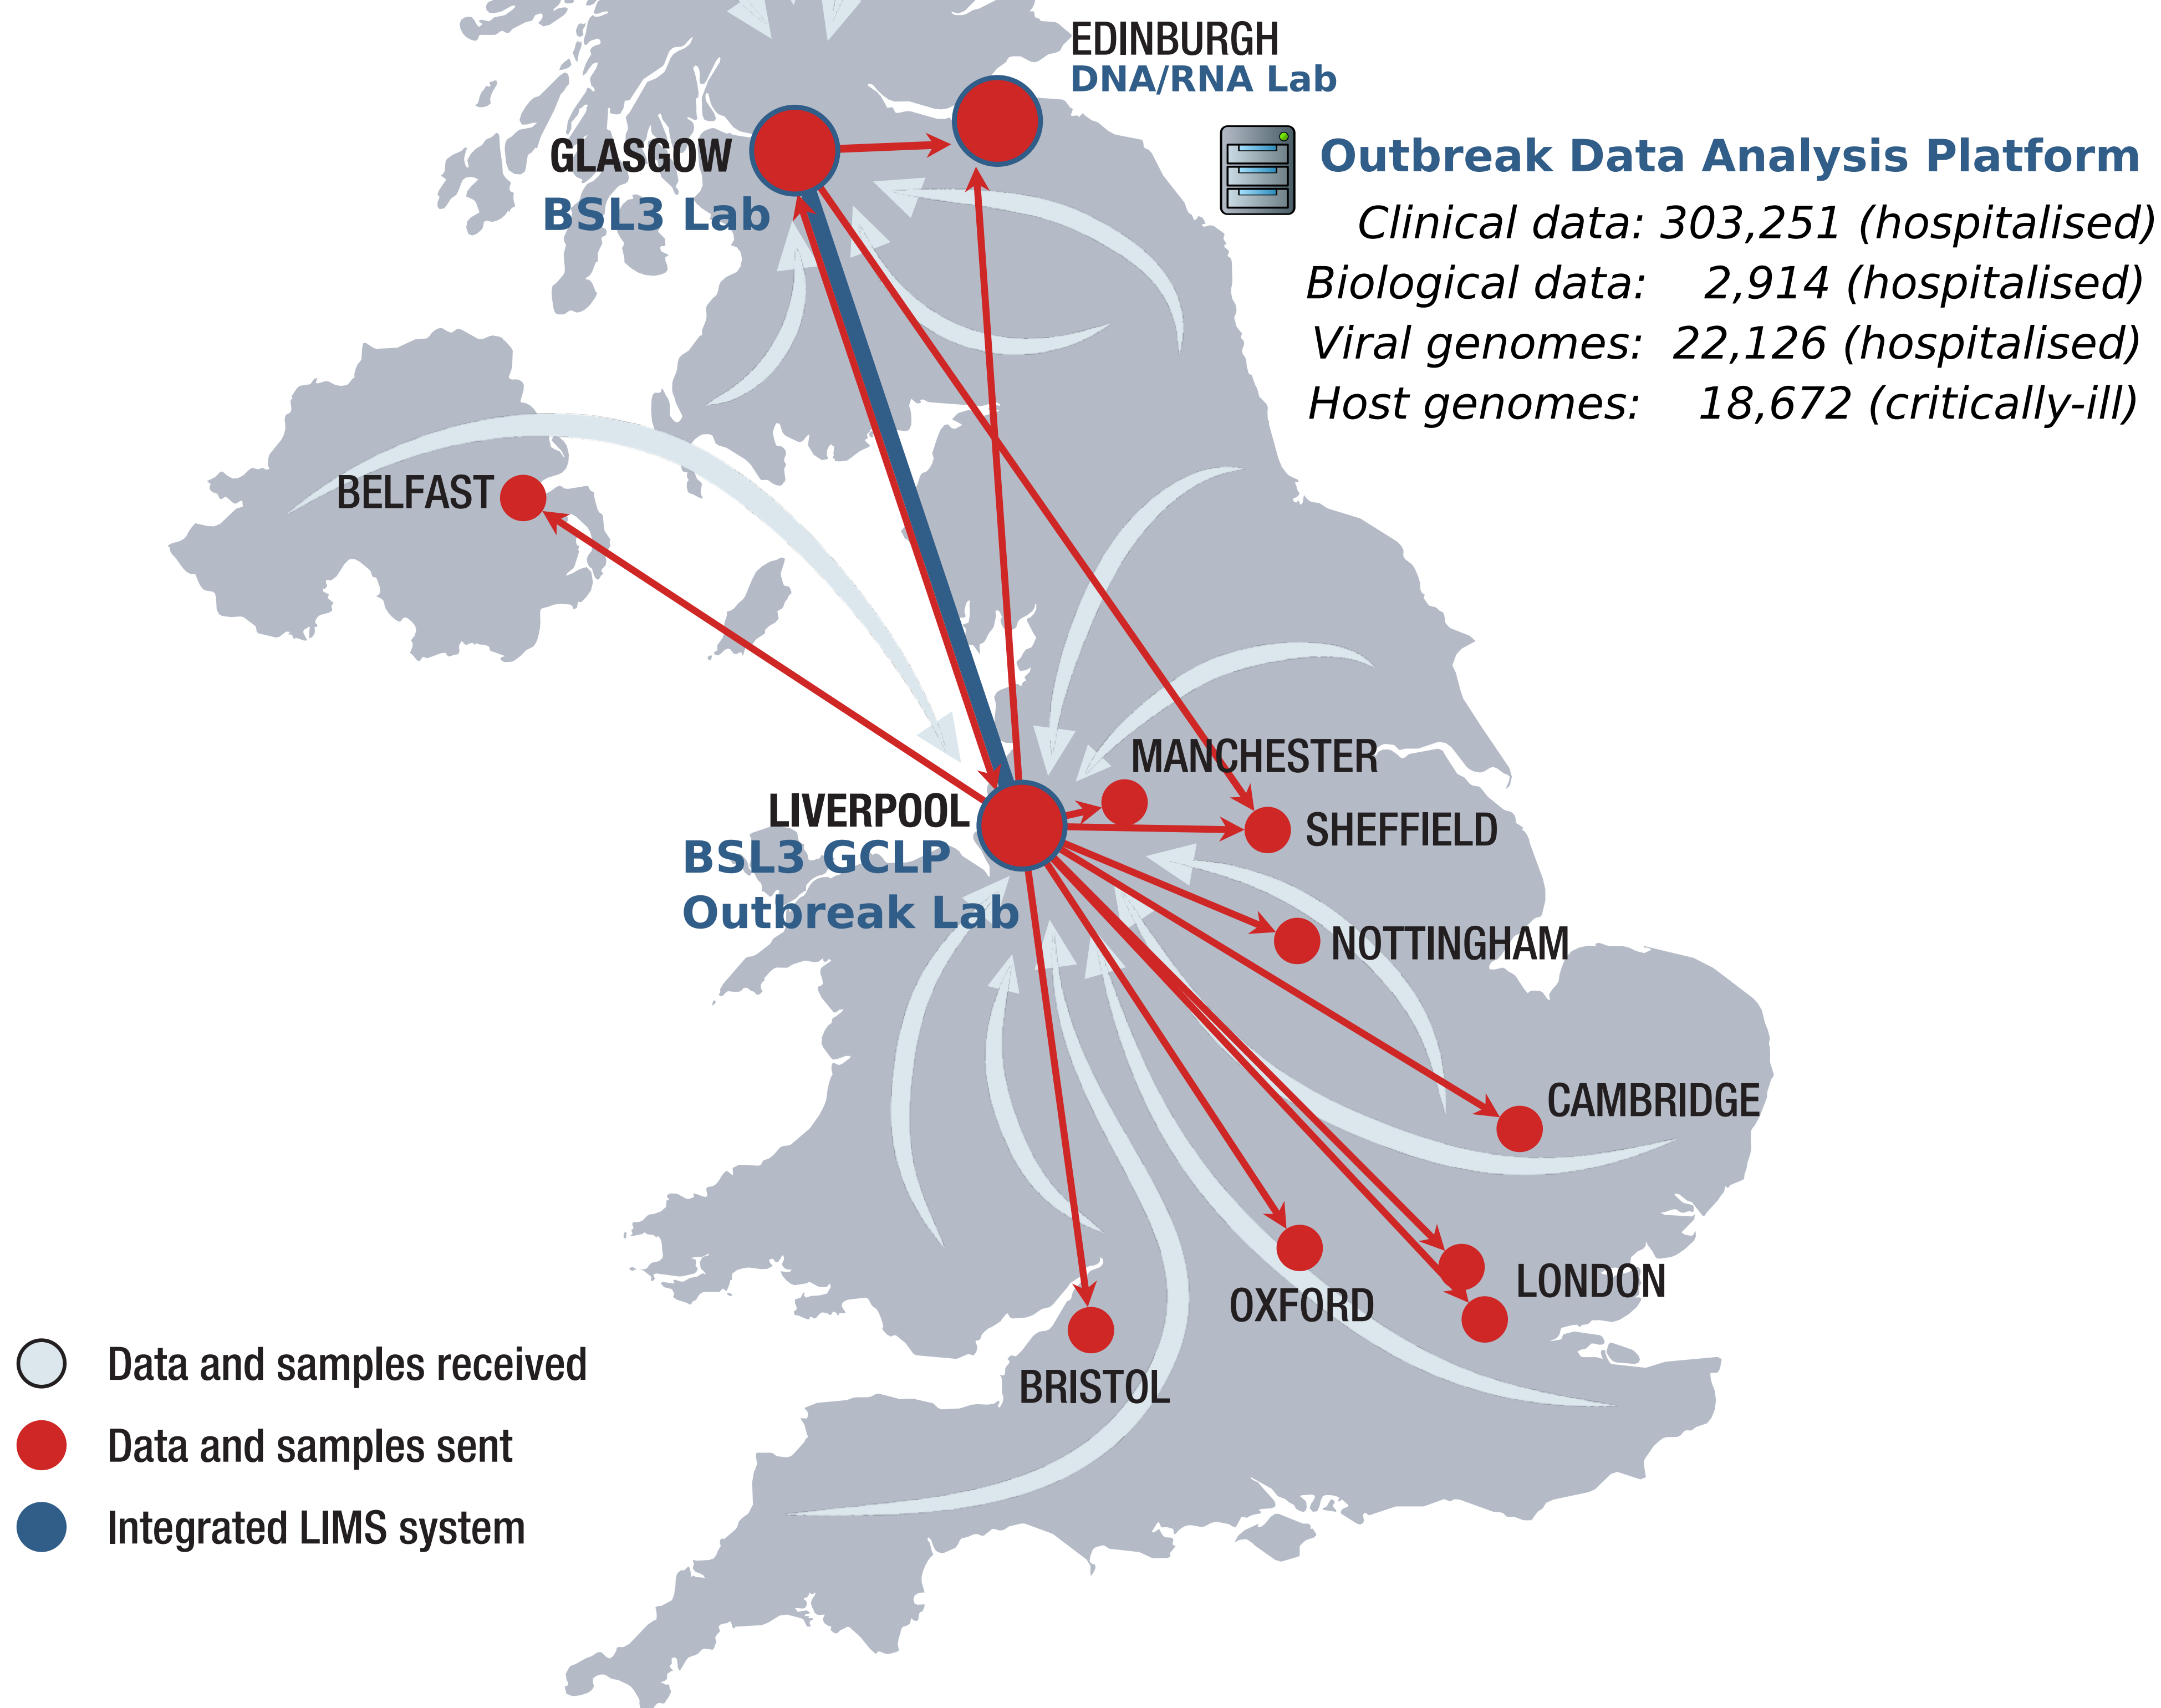 EDINBURGH
DNA/RNA Lab
GLASGOW
BSL3 Lab
Outbreak Data Analysis Platform
Clinical data: 303,251 (hospitalised)
Biological data: 2,914 (hospitalised)
Viral genomes: 22,126 (hospitalised)
Host genomes: 18,672 (critically-ill)
BELFAST
MANCHESTER
LIVERPOOL
BSL3 GCLP
Outbreak Lab
SHEFFIELD
NOTTINGHAM
CAMBRIDGE
LONDON
OXFORD
BRISTOL
Data and samples received
Data and samples sent
Integrated LIMS system